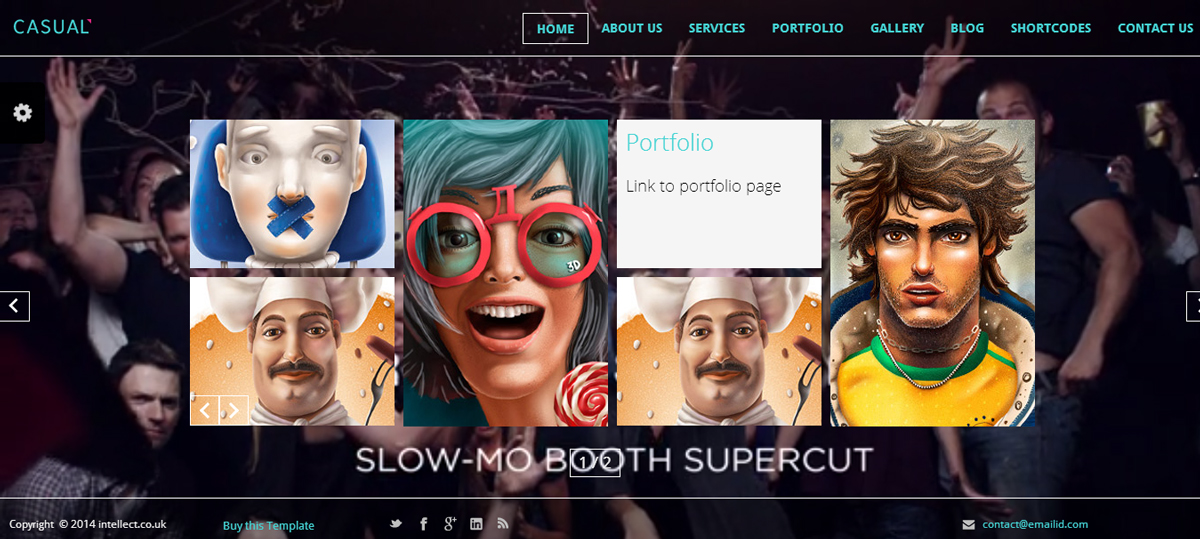 CASUAL
HOME ABOUT US SERVICES PORTFOLIO GALLERY BLOG SHORTCODES CONTACT US
Portfolio
Link to portfolio page
3D
SLOW-MO BOOTH SUPERCUT
1 / 2
Copyright © 2014 intellect.co.uk Buy this Template contact@emailid.com